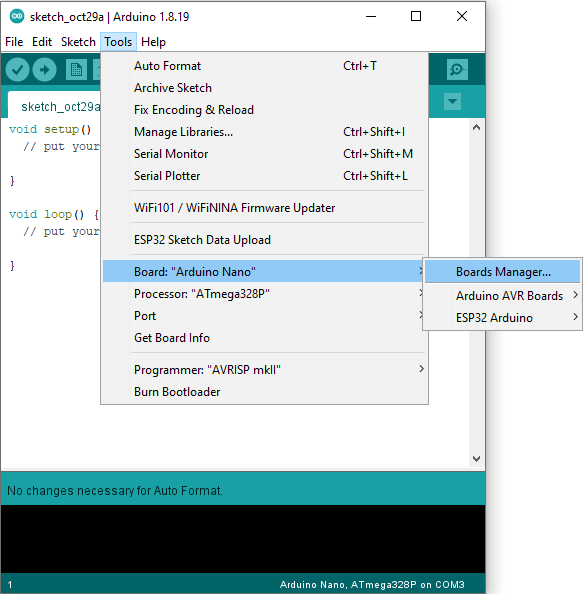 sketch_oct29a | Arduino 1.8.19
File Edit Sketch Tools Help
sketch_oct29a
void setup()
// put your
}
void loop() {
// put your
}
Auto Format Ctrl+T
Archive Sketch
Fix Encoding & Reload
Manage Libraries... Ctrl+Shift+I
Serial Monitor Ctrl+Shift+M
Serial Plotter Ctrl+Shift+L
WiFi101 / WiFiNINA Firmware Updater
ESP32 Sketch Data Upload
Board: "Arduino Nano"
Processor: "ATmega328P"
Port
Get Board Info
Programmer: "AVRISP mkII"
Burn Bootloader
Boards Manager...
Arduino AVR Boards
ESP32 Arduino
No changes necessary for Auto Format.
1 Arduino Nano, ATmega328P on COM3